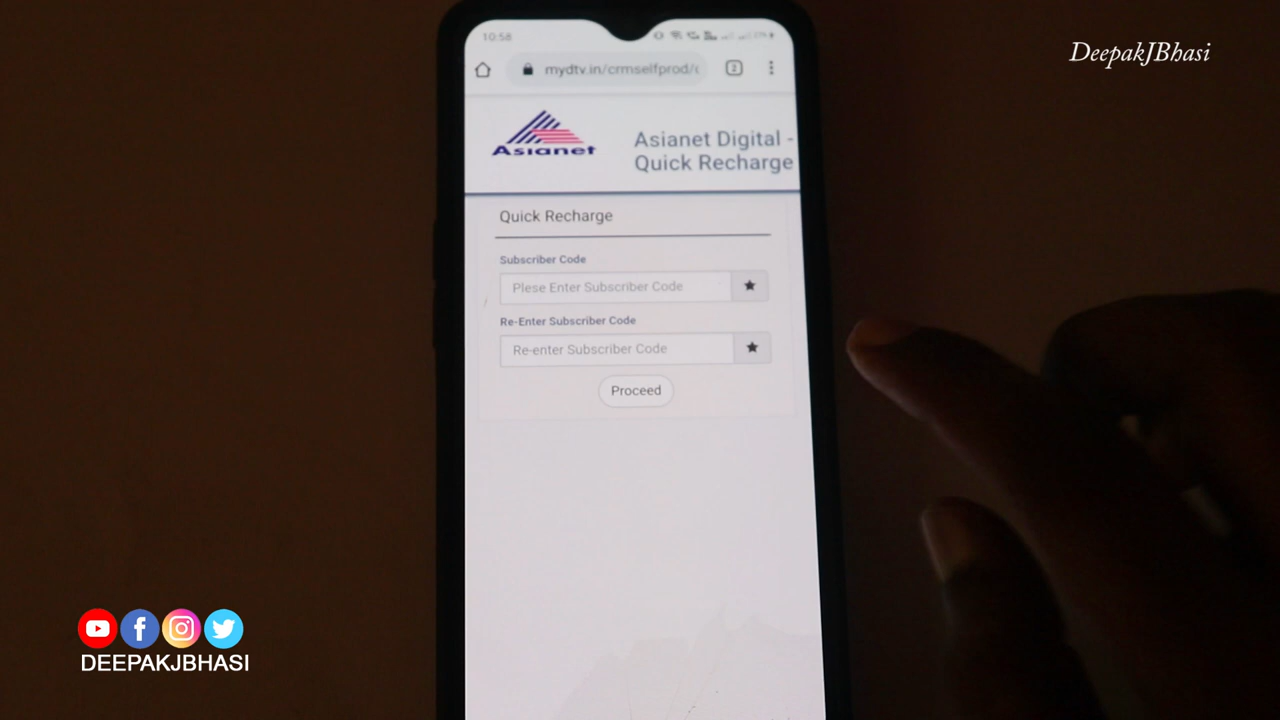 DeepakJBhasi
10:58
mydtv.in/crmselfprod/
Asianet
Asianet Digital -
Quick Recharge
Quick Recharge
Subscriber Code
Plese Enter Subscriber Code
Re-Enter Subscriber Code
Re-enter Subscriber Code
Proceed
DEEPAKJBHASI